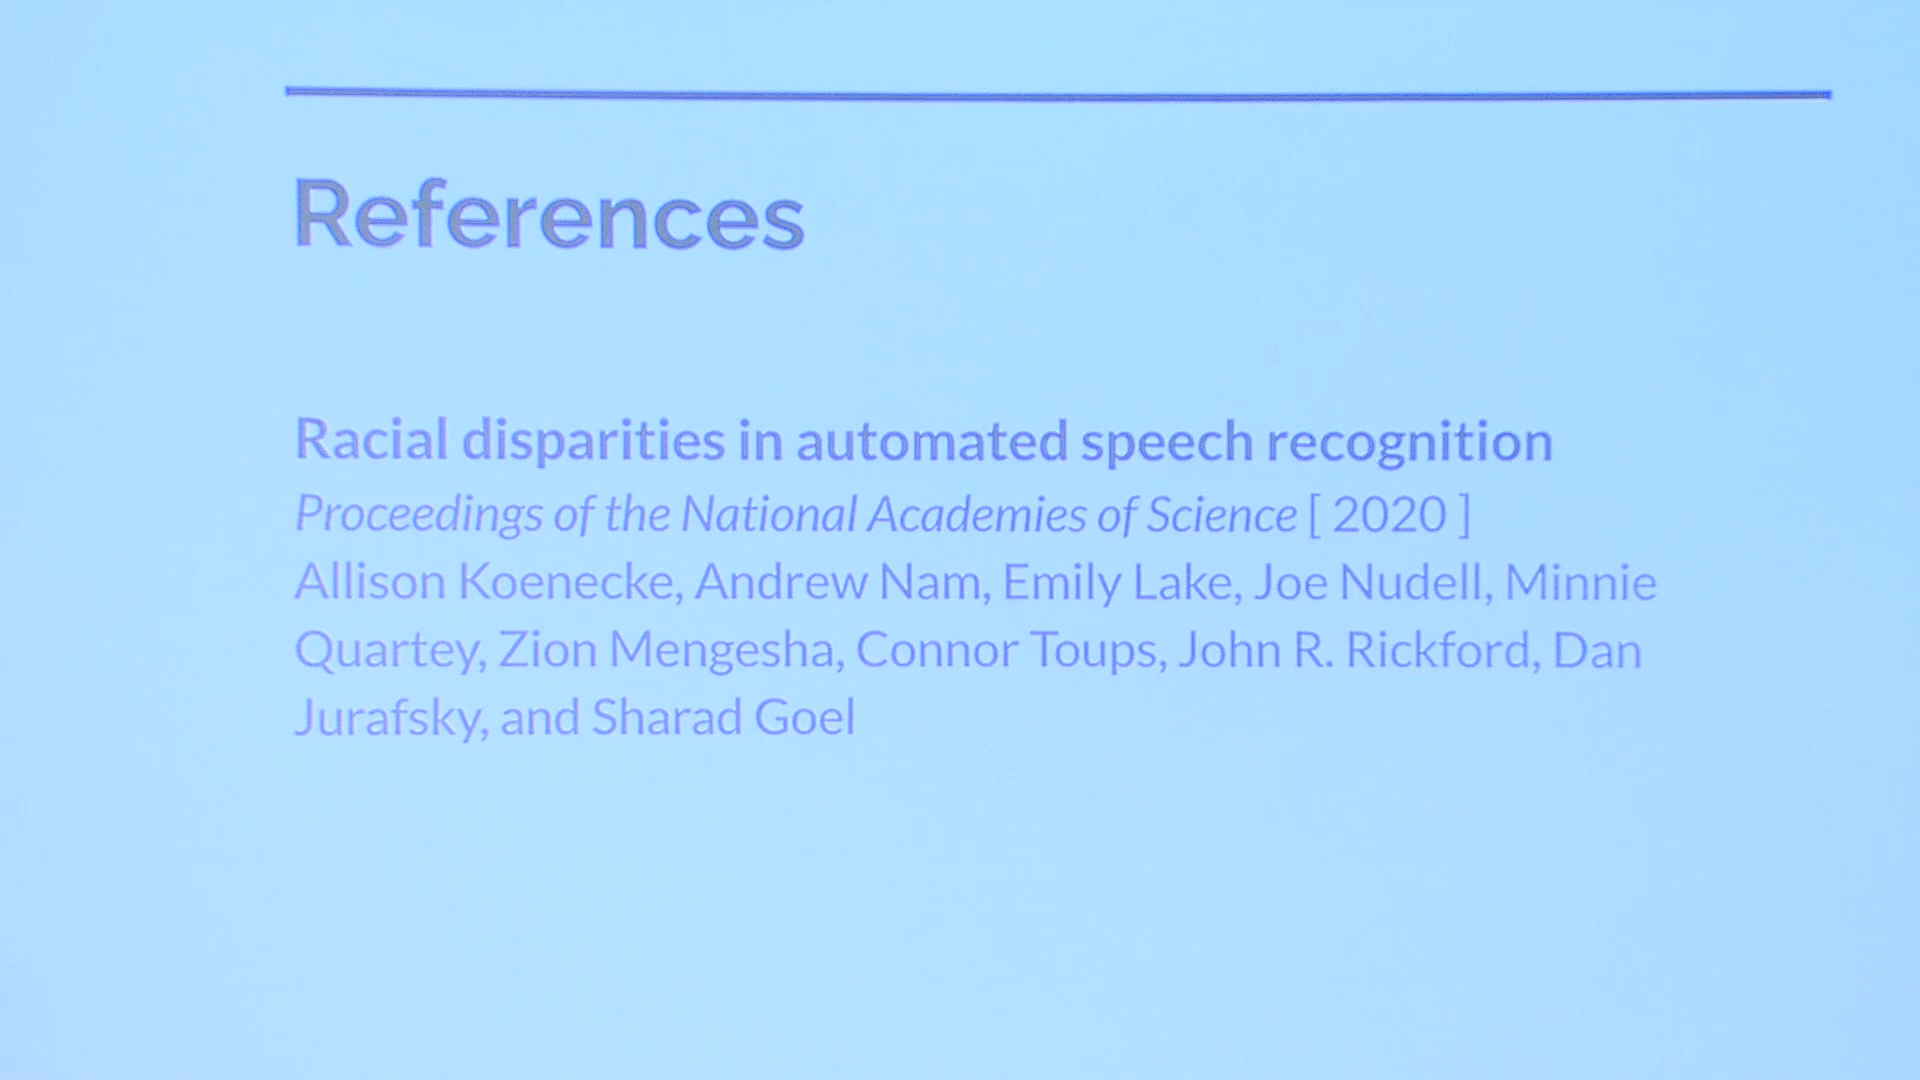 References
Racial disparities in automated speech recognition
Proceedings of the National Academies of Science [ 2020 ]
Allison Koenecke, Andrew Nam, Emily Lake, Joe Nudell, Minnie
Quartey, Zion Mengesha, Connor Toups, John R. Rickford, Dan
Jurafsky, and Sharad Goel